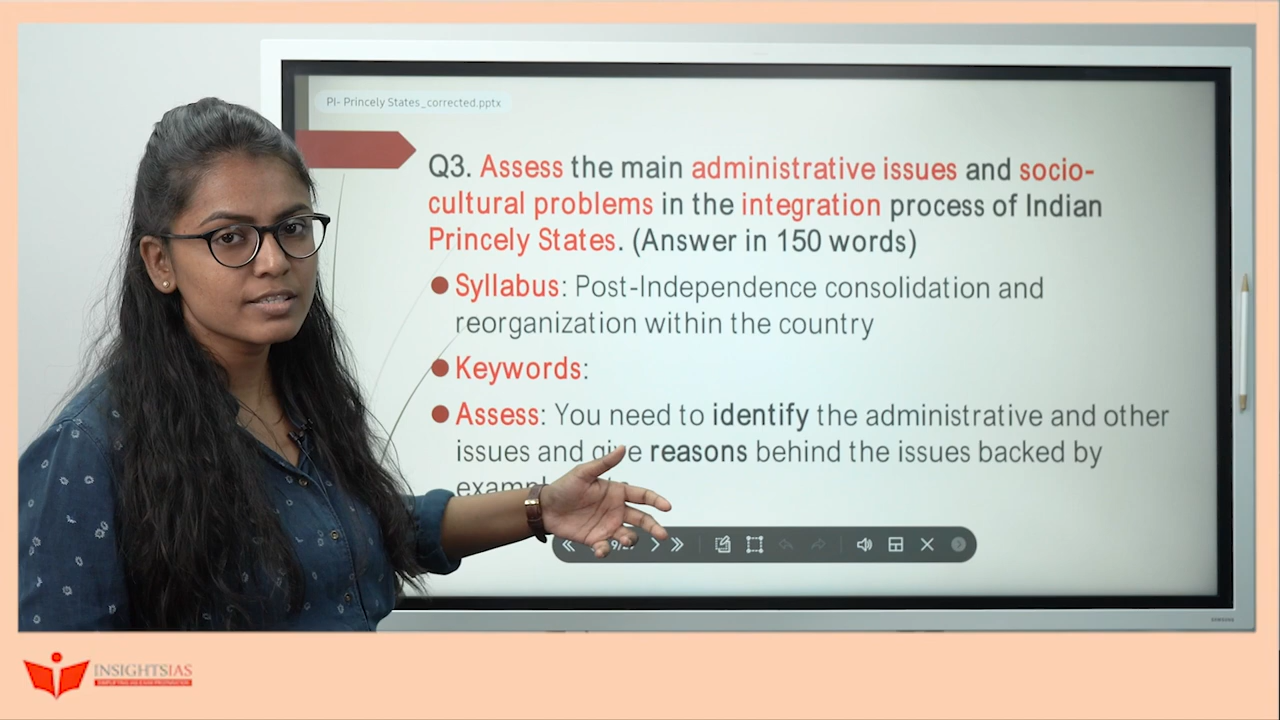 PI- Princely States_corrected.pptx
Q3. Assess the main administrative issues and socio-
cultural problems in the integration process of Indian
Princely States. (Answer in 150 words)
Syllabus: Post-Independence consolidation and
reorganization within the country
Keywords:
Assess: You need to identify the administrative and other
issues and give reasons behind the issues backed by
SAMSUNG
INSIGHTSIAS